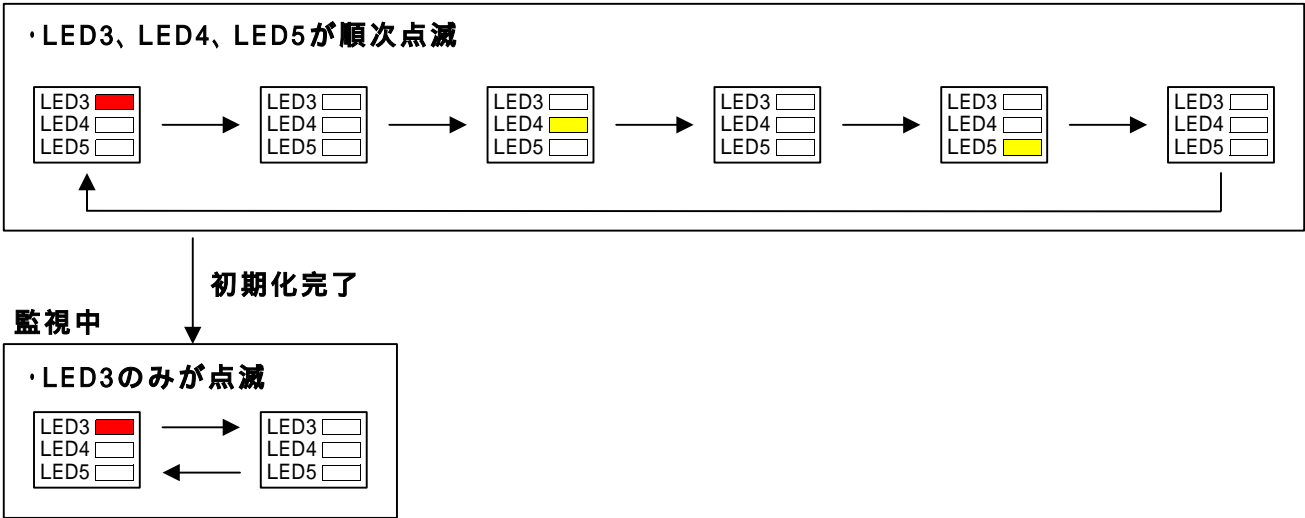 ・LED3、LED4、LED5が順次点滅
LED3 LED3 LED3 LED3 LED3 LED3
LED4 LED4 LED4 LED4 LED4 LED4
LED5 LED5 LED5 LED5 LED5 LED5
初期化完了
監視中
・LED3のみが点滅
LED3 LED3
LED4 LED4
LED5 LED5